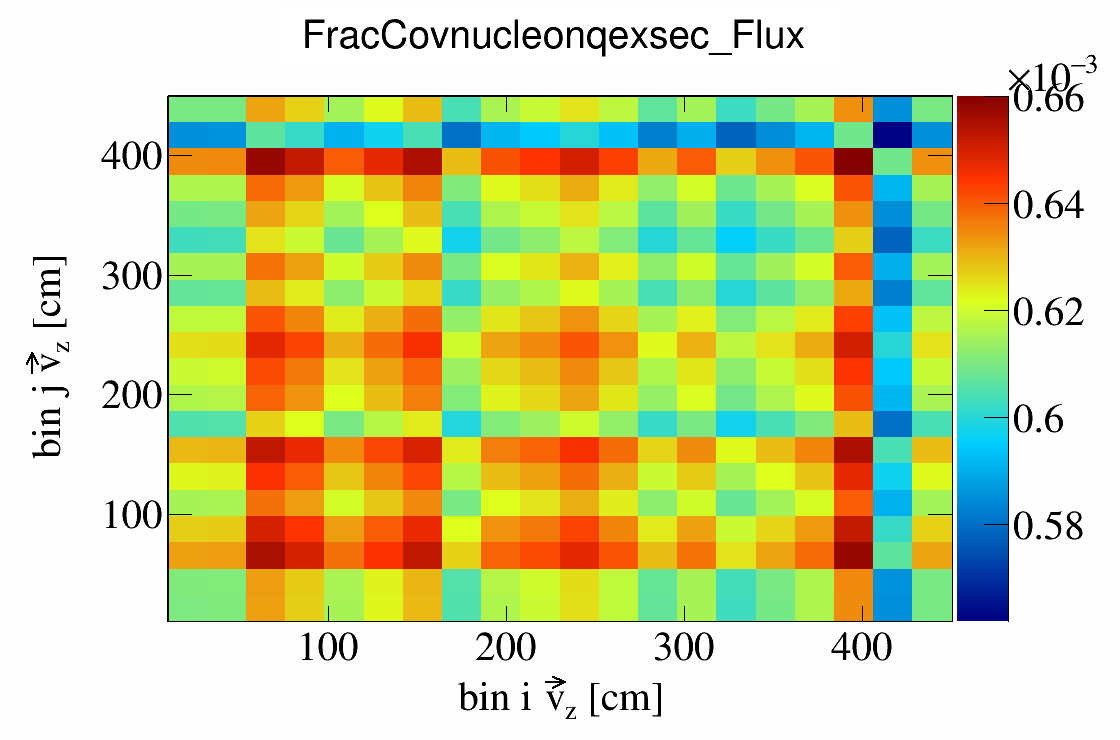 FracCovnucleonqexsec_Flux
×10⁻³
0.66
0.64
0.62
0.6
0.58
400
300
200
100
bin j v⃗z [cm]
100 200 300 400
bin i v⃗z [cm]